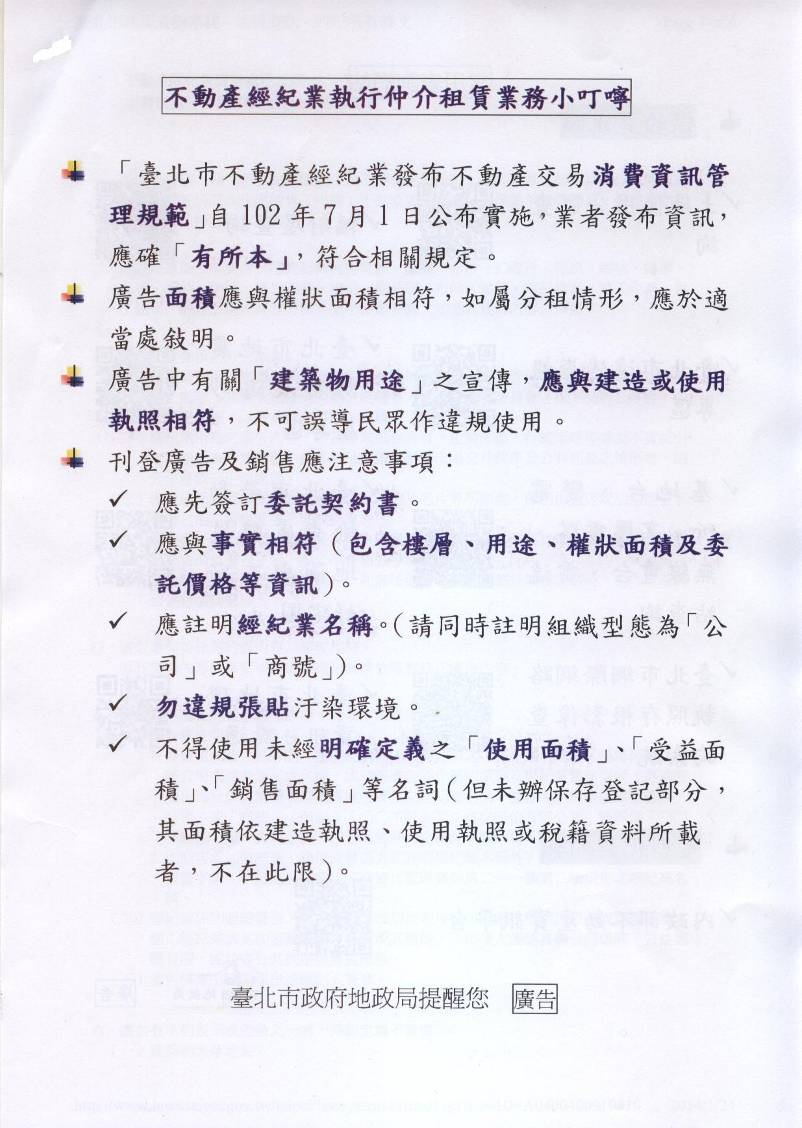 不動產經紀業執行仲介租賃業務小叮嚀
「臺北市不動產經紀業發布不動產交易消費資訊管
理規範」自102年7月1日公布實施，業者發布資訊，
應確「有所本」，符合相關規定。
廣告面積應與權狀面積相符，如屬分租情形，應於適
當處敍明。
廣告中有關「建築物用途」之宣傳，應與建造或使用
執照相符，不可誤導民眾作違規使用。
刊登廣告及銷售應注意事項：
應先簽訂委託契約書。
應與事實相符（包含樓層、用途、權狀面積及委
託價格等資訊）。
應註明經紀業名稱。（請同時註明組織型態為「公
司」或「商號」）。
勿違規張貼汙染環境。
不得使用未經明確定義之「使用面積」、「受益面
積」、「銷售面積」等名詞（但未辦保存登記部分，
其面積依建造執照、使用執照或稅籍資料所載
者，不在此限）。
臺北市政府地政局提醒您 廣告